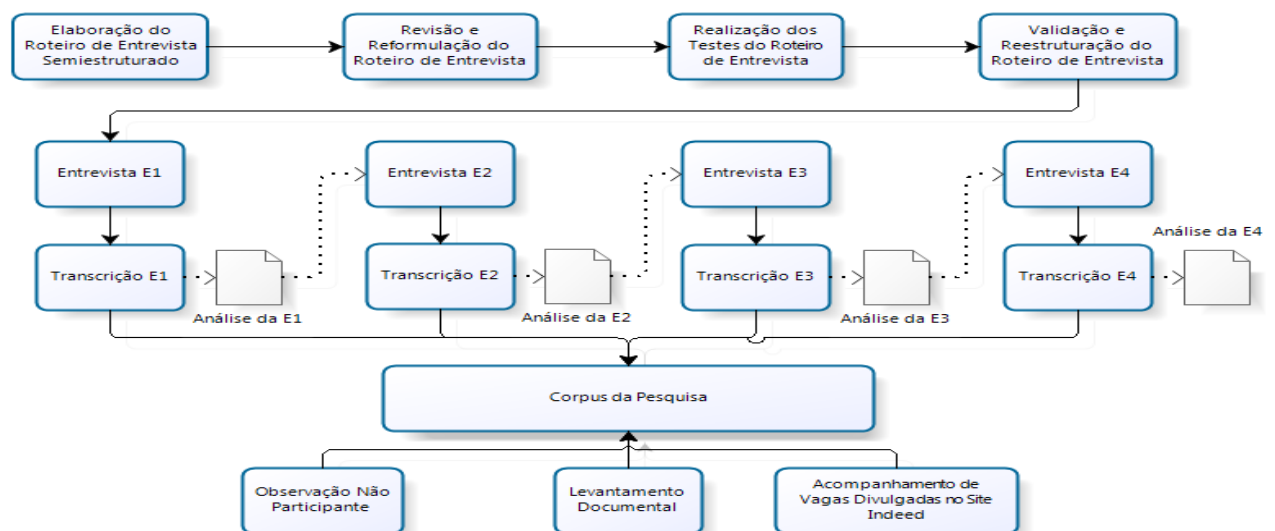 Elaboração do
Roteiro de Entrevista
Semiestruturado
Revisão e
Reformulação do
Roteiro de Entrevista
Realização dos
Testes do Roteiro
de Entrevista
Validação e
Reestruturação do
Roteiro de Entrevista
Entrevista E1
Entrevista E2
Entrevista E3
Entrevista E4
Transcrição E1
Análise da E1
Transcrição E2
Análise da E2
Transcrição E3
Análise da E3
Transcrição E4
Análise da E4
Corpus da Pesquisa
Observação Não
Participante
Levantamento
Documental
Acompanhamento de
Vagas Divulgadas no Site
Indeed